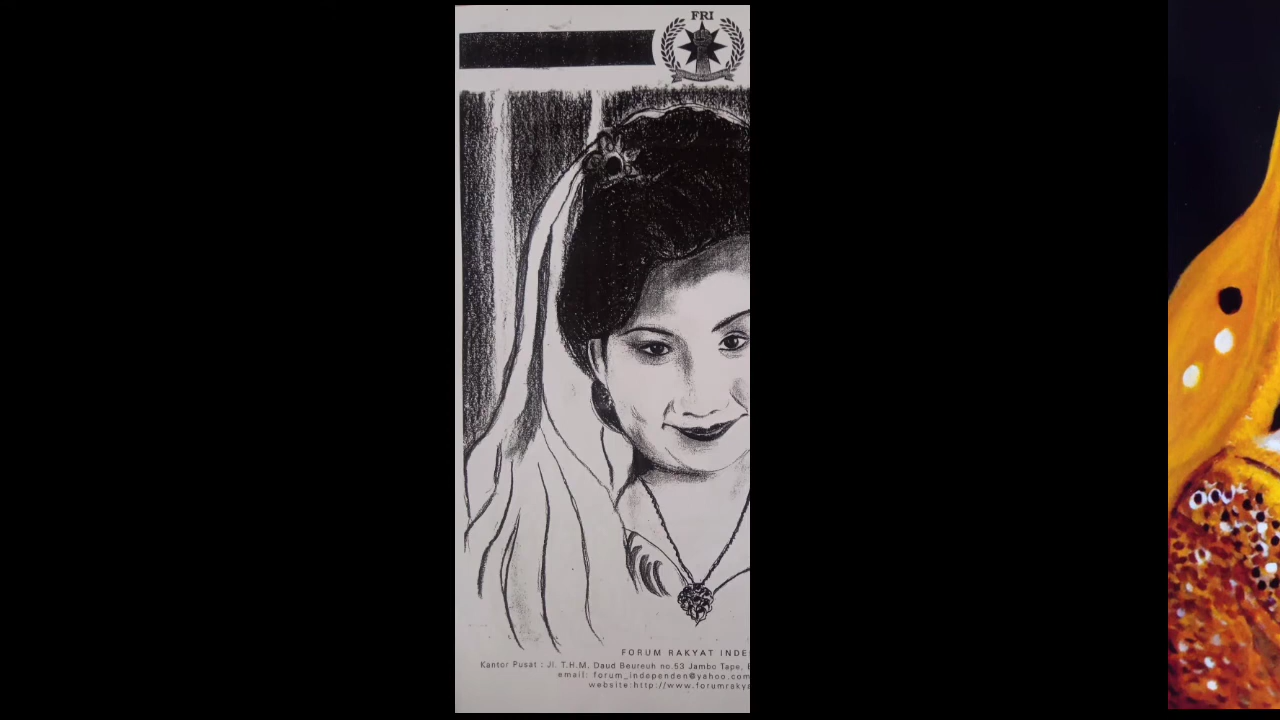 FRI
FORUM RAKYAT INDE
Kantor Pusat : Jl. T.H.M. Daud Beureuh no.53 Jambo Tape,
email: forum_independen@yahoo.com
website:http://www.forumrakya